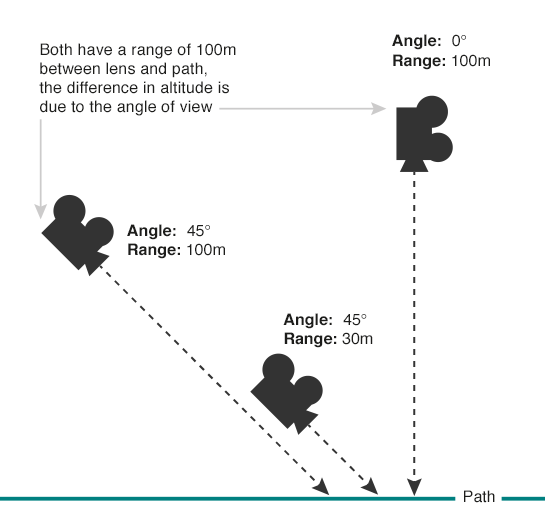 Both have a range of 100m
between lens and path,
the difference in altitude is
due to the angle of view
Angle: 0°
Range: 100m
Angle: 45°
Range: 100m
Angle: 45°
Range: 30m
Path